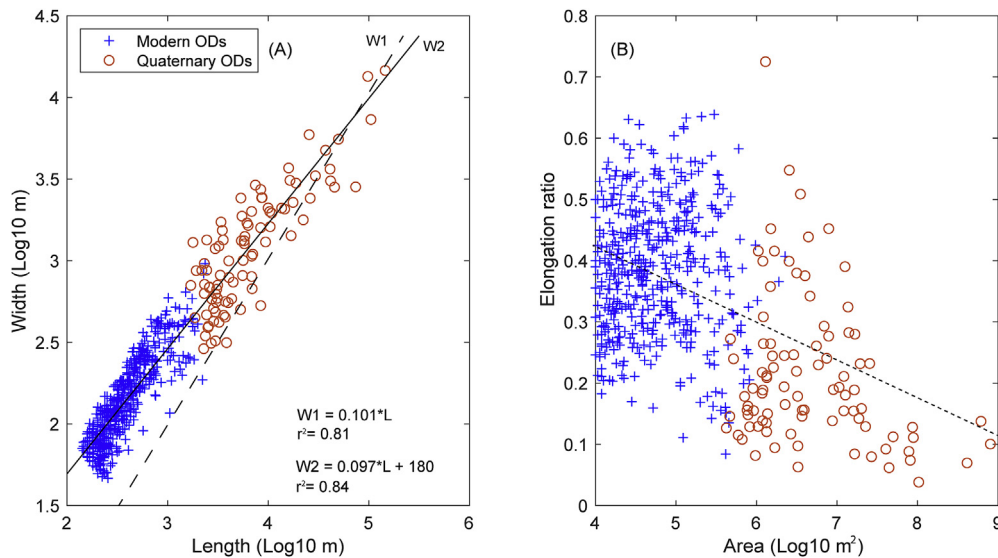 4.5
4
3.5
3
2.5
2
1.5
Width (Log10 m)
Modern ODs
Quaternary ODs
(A)
W1
W2
W1 = 0.101*L
r²= 0.81
W2 = 0.097*L + 180
r²= 0.84
2 3 4 5 6
Length (Log10 m)
0.8
0.7
0.6
0.5
0.4
0.3
0.2
0.1
0
Elongation ratio
(B)
4 5 6 7 8 9
Area (Log10 m²)